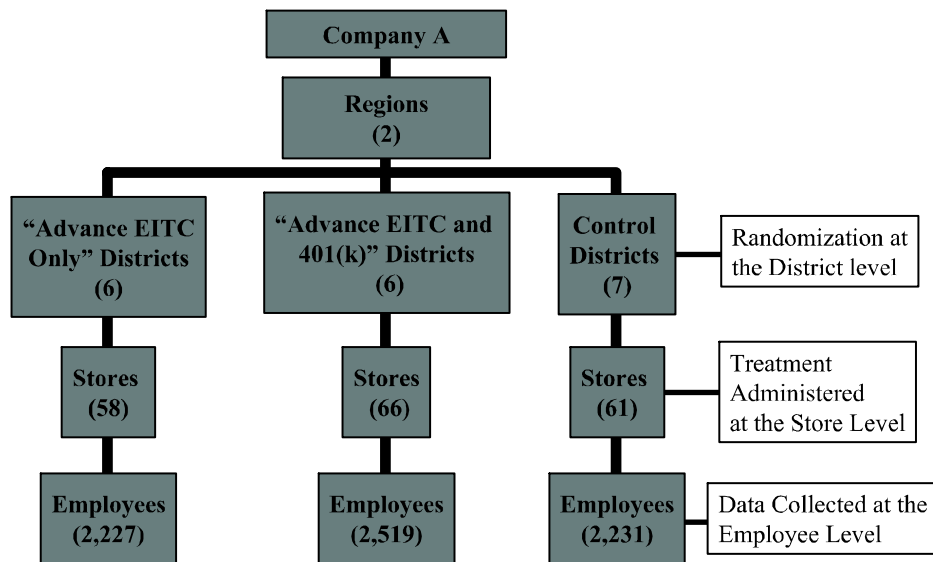 Company A
Regions
(2)
“Advance EITC
Only” Districts
(6)
“Advance EITC and
401(k)” Districts
(6)
Control
Districts
(7)
Randomization at
the District level
Stores
(58)
Stores
(66)
Stores
(61)
Treatment
Administered
at the Store Level
Employees
(2,227)
Employees
(2,519)
Employees
(2,231)
Data Collected at the
Employee Level